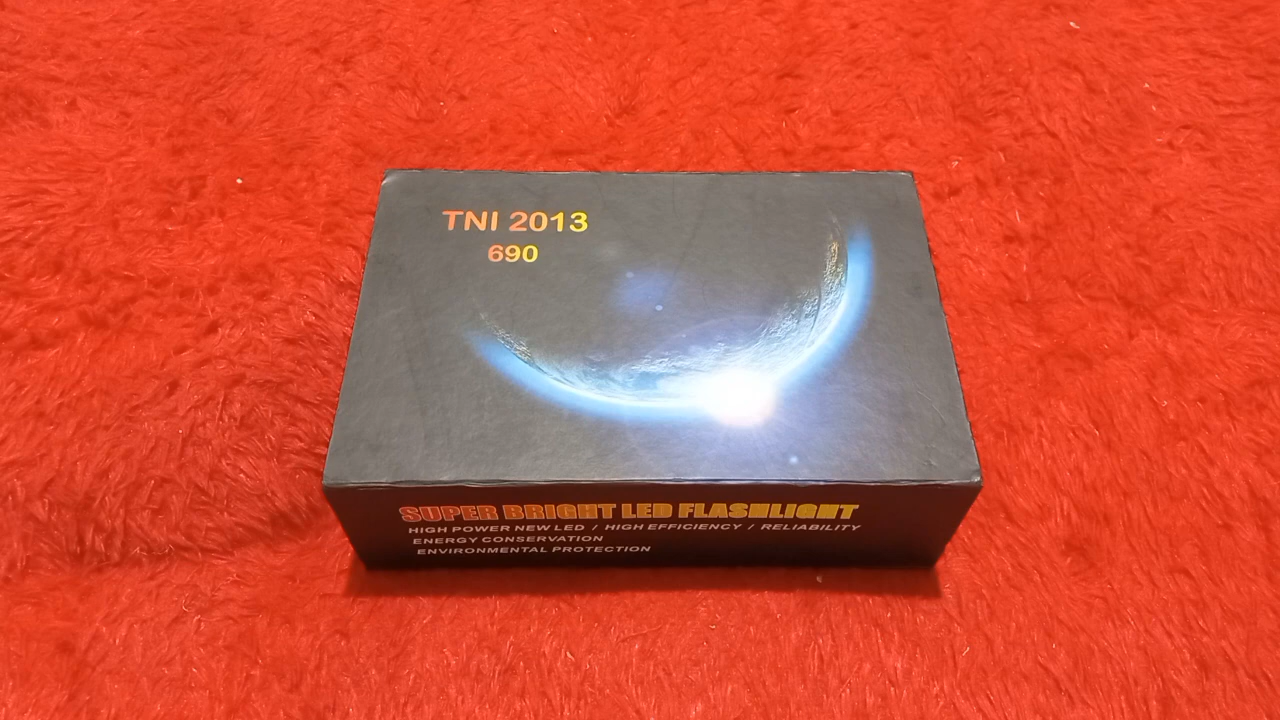 TNI 2013
690
SUPER BRIGHT LED FLASHLIGHT
HIGH POWER NEW LED / HIGH EFFICIENCY / RELIABILITY
ENERGY CONSERVATION
ENVIRONMENTAL PROTECTION